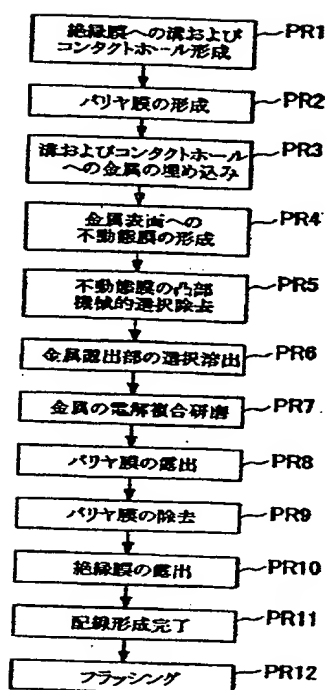 絶縁膜への溝および
コンタクトホール形成
PR1
バリヤ膜の形成
PR2
溝およびコンタクトホール
への金属の埋め込み
PR3
金属表面への
不動態膜の形成
PR4
不動態膜の凸部
機械的選択除去
PR5
金属露出部の選択溶出
PR6
金属の電解複合研磨
PR7
バリヤ膜の露出
PR8
バリヤ膜の除去
PR9
絶縁膜の露出
PR10
配線形成完了
PR11
フラッシング
PR12